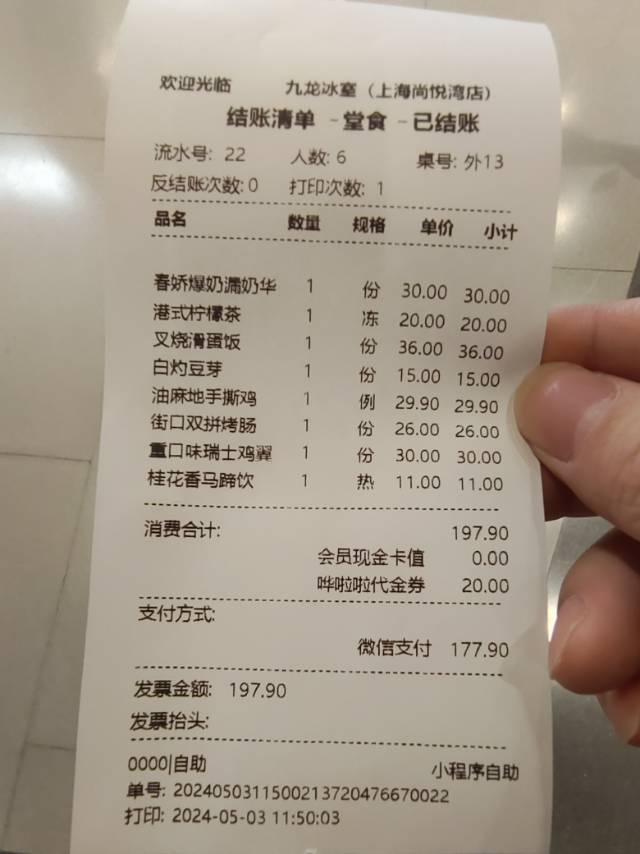 欢迎光临 九龙冰室（上海尚悦湾店）
结账清单 - 堂食 - 已结账
流水号: 22 人数: 6 桌号: 外13
反结账次数: 0 打印次数: 1
品名 数量 规格 单价 小计
春娇爆奶漏奶华 1 份 30.00 30.00
港式柠檬茶 1 冻 20.00 20.00
叉烧滑蛋饭 1 份 36.00 36.00
白灼豆芽 1 份 15.00 15.00
油麻地手撕鸡 1 例 29.90 29.90
街口双拼烤肠 1 份 26.00 26.00
重口味瑞士鸡翼 1 份 30.00 30.00
桂花香马蹄饮 1 热 11.00 11.00
消费合计: 197.90
会员现金卡值 0.00
哗啦啦代金券 20.00
支付方式:
微信支付 177.90
发票金额: 197.90
发票抬头:
0000|自助 小程序自助
单号: 2024050311500213720476670022
打印: 2024-05-03 11:50:03